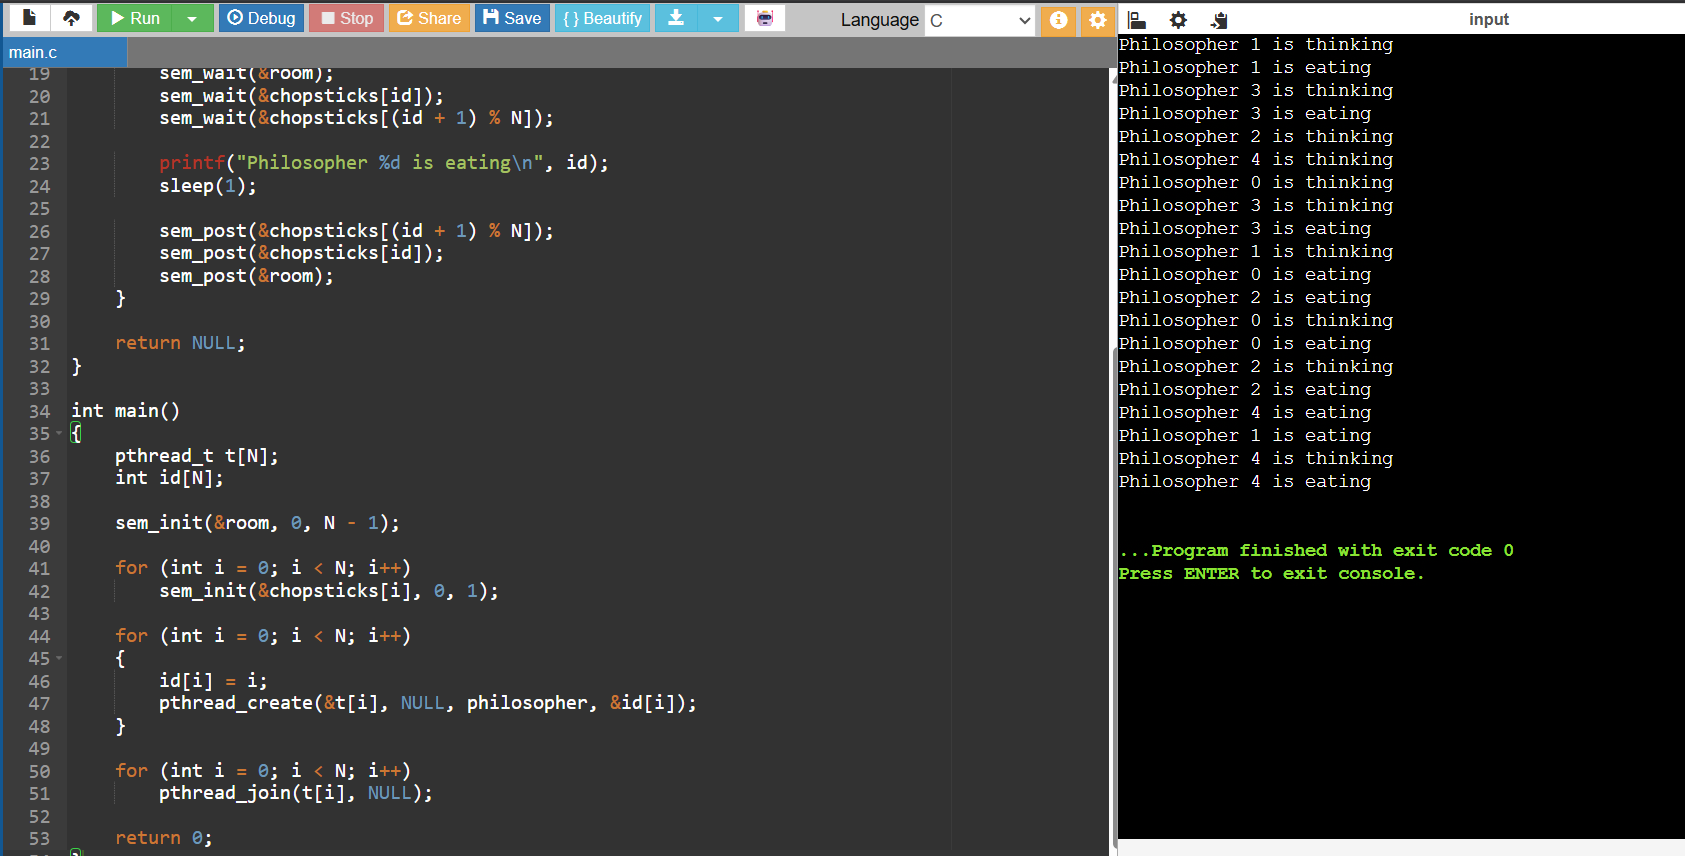 Run
Debug
Stop
Share
Save
{ } Beautify
Language C
input
main.c
19 sem_wait(&room);
20 sem_wait(&chopsticks[id]);
21 sem_wait(&chopsticks[(id + 1) % N]);
22
23 printf("Philosopher %d is eating\n", id);
24 sleep(1);
25
26 sem_post(&chopsticks[(id + 1) % N]);
27 sem_post(&chopsticks[id]);
28 sem_post(&room);
29 }
30
31 return NULL;
32 }
33
34 int main()
35 {
36 pthread_t t[N];
37 int id[N];
38
39 sem_init(&room, 0, N - 1);
40
41 for (int i = 0; i < N; i++)
42 sem_init(&chopsticks[i], 0, 1);
43
44 for (int i = 0; i < N; i++)
45 {
46 id[i] = i;
47 pthread_create(&t[i], NULL, philosopher, &id[i]);
48 }
49
50 for (int i = 0; i < N; i++)
51 pthread_join(t[i], NULL);
52
53 return 0;
Philosopher 1 is thinking
Philosopher 1 is eating
Philosopher 3 is thinking
Philosopher 3 is eating
Philosopher 2 is thinking
Philosopher 4 is thinking
Philosopher 0 is thinking
Philosopher 3 is thinking
Philosopher 3 is eating
Philosopher 1 is thinking
Philosopher 0 is eating
Philosopher 2 is eating
Philosopher 0 is thinking
Philosopher 0 is eating
Philosopher 2 is thinking
Philosopher 2 is eating
Philosopher 4 is eating
Philosopher 1 is eating
Philosopher 4 is thinking
Philosopher 4 is eating
...Program finished with exit code 0
Press ENTER to exit console.